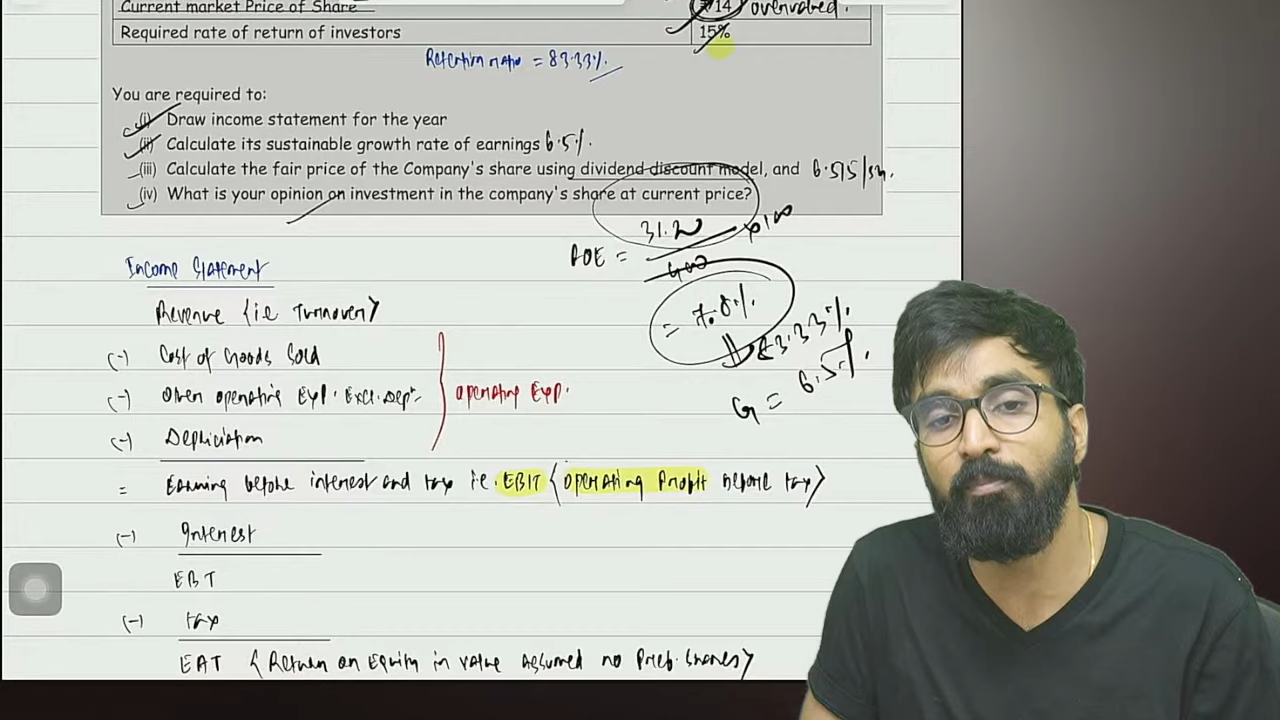 Current market Price of Share ₹14 overvalued.
Required rate of return of investors 15%
Retention ratio = 83.33%
You are required to:
(i) Draw income statement for the year
(ii) Calculate its sustainable growth rate of earnings 6.5%.
(iii) Calculate the fair price of the Company's share using dividend discount model, and 6.515/sh.
(iv) What is your opinion on investment in the company's share at current price?
ROE = 31.20 / 400 x 100
= 7.8%
83.33%
G = 6.5%.
Income Statement
Revenue {i.e Turnover}
(-) Cost of Goods Sold
(-) Other operating Exp. Excl. Depn
Operating Exp.
(-) Depriciation
= Earning before interest and tax i.e. EBIT {Operating Profit before tax}
(-) Interest
EBT
(-) tax
EAT {Return on Equity in value assumed no Pref. Shares}